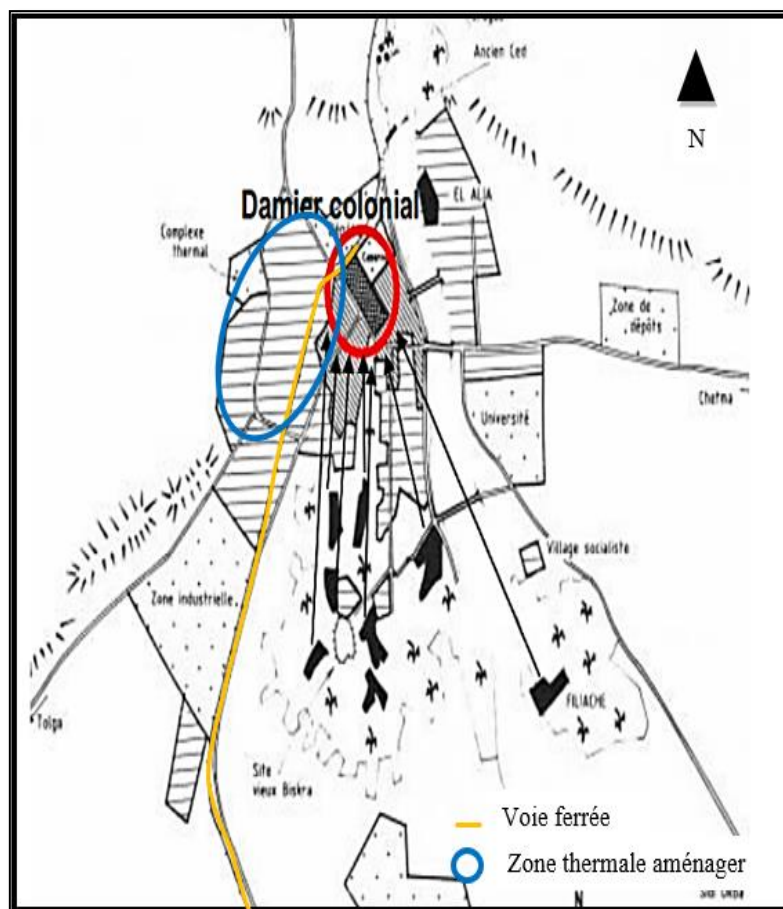 Ancien Ced
N
Damier colonial
EL ALIA
Complexe
thermal
Zone de
dépôts
Chetma
Université
Village socialiste
Zone industrielle
FILIACHE
Tolga
Site
vieux Biskra
Voie ferrée
Zone thermale aménager
N